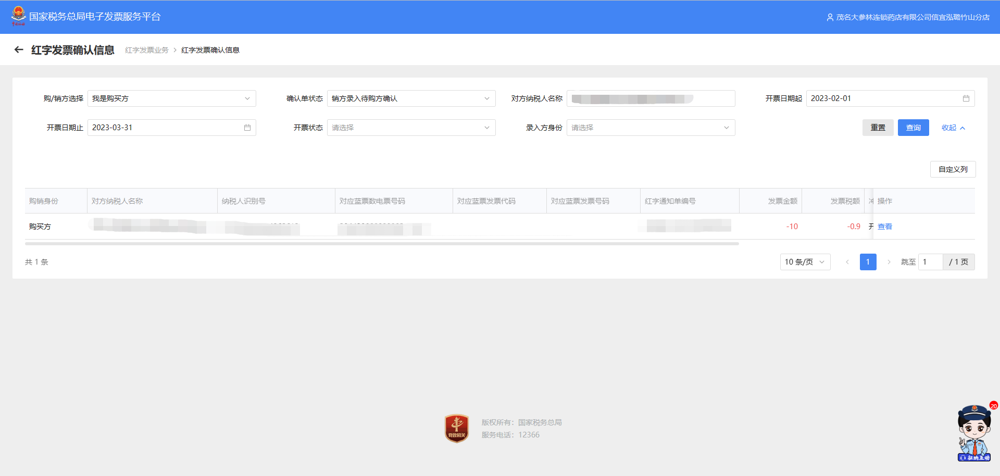 国家税务总局电子发票服务平台
茂名大参林连锁药店有限公司信宜泓璐竹山分店
红字发票确认信息 红字发票业务 > 红字发票确认信息
购/销方选择 我是购买方 确认单状态 销方录入待购方确认 对方纳税人名称 开票日期起 2023-02-01
开票日期止 2023-03-31 开票状态 请选择 录入方身份 请选择 重置 查询 收起
自定义列
购销身份 对方纳税人名称 纳税人识别号 对应蓝票数电票号码 对应蓝票发票代码 对应蓝票发票号码 红字通知单编号 发票金额 发票税额 操作
购买方 -10 -0.9 开 查看
共 1 条 10 条/页 < 1 > 跳至 1 / 1 页
党政机关
版权所有：国家税务总局
服务电话：12366
20
征纳互动